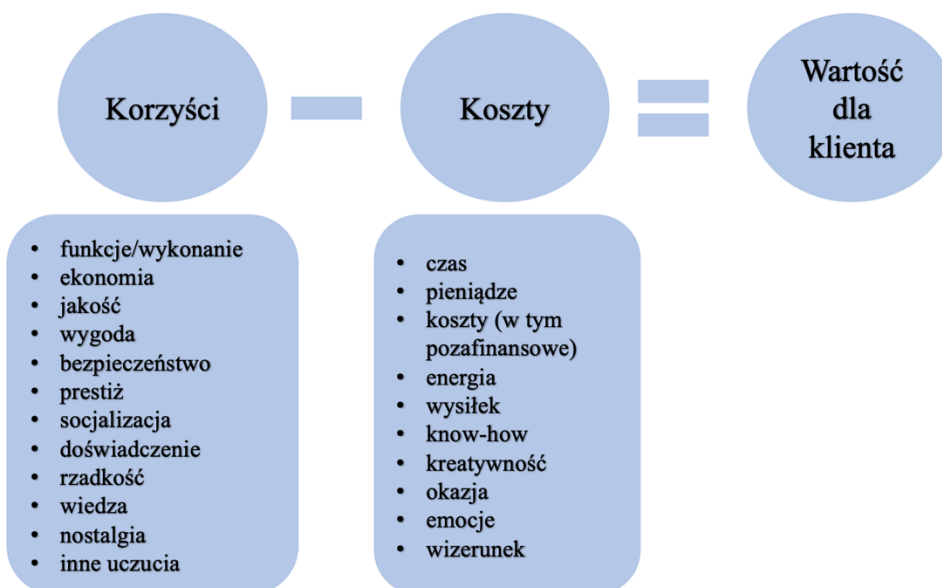 Korzyści
Koszty
Wartość
dla
klienta
• funkcje/wykonanie
• ekonomia
• jakość
• wygoda
• bezpieczeństwo
• prestiż
• socjalizacja
• doświadczenie
• rzadkość
• wiedza
• nostalgia
• inne uczucia
• czas
• pieniądze
• koszty (w tym
pozafinansowe)
• energia
• wysiłek
• know-how
• kreatywność
• okazja
• emocje
• wizerunek